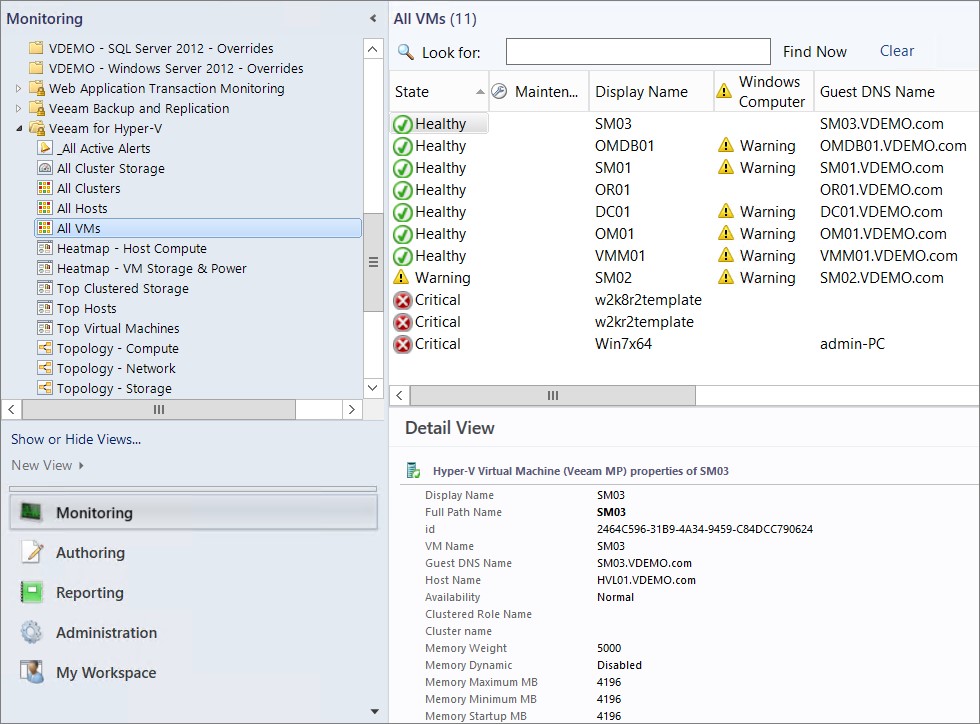 Monitoring
VDEMO - SQL Server 2012 - Overrides
VDEMO - Windows Server 2012 - Overrides
Web Application Transaction Monitoring
Veeam Backup and Replication
Veeam for Hyper-V
_All Active Alerts
All Cluster Storage
All Clusters
All Hosts
All VMs
Heatmap - Host Compute
Heatmap - VM Storage & Power
Top Clustered Storage
Top Hosts
Top Virtual Machines
Topology - Compute
Topology - Network
Topology - Storage
Show or Hide Views...
New View
Monitoring
Authoring
Reporting
Administration
My Workspace
All VMs (11)
Look for: Find Now Clear
State Mainten... Display Name Windows Computer Guest DNS Name
Healthy SM03 SM03.VDEMO.com
Healthy OMDB01 Warning OMDB01.VDEMO.com
Healthy SM01 Warning SM01.VDEMO.com
Healthy OR01 OR01.VDEMO.com
Healthy DC01 Warning DC01.VDEMO.com
Healthy OM01 Warning OM01.VDEMO.com
Healthy VMM01 Warning VMM01.VDEMO.com
Warning SM02 Warning SM02.VDEMO.com
Critical w2k8r2template
Critical w2kr2template
Critical Win7x64 admin-PC
Detail View
Hyper-V Virtual Machine (Veeam MP) properties of SM03
Display Name SM03
Full Path Name SM03
id 2464C596-31B9-4A34-9459-C84DCC790624
VM Name SM03
Guest DNS Name SM03.VDEMO.com
Host Name HVL01.VDEMO.com
Availability Normal
Clustered Role Name
Cluster name
Memory Weight 5000
Memory Dynamic Disabled
Memory Maximum MB 4196
Memory Minimum MB 4196
Memory Startup MB 4196